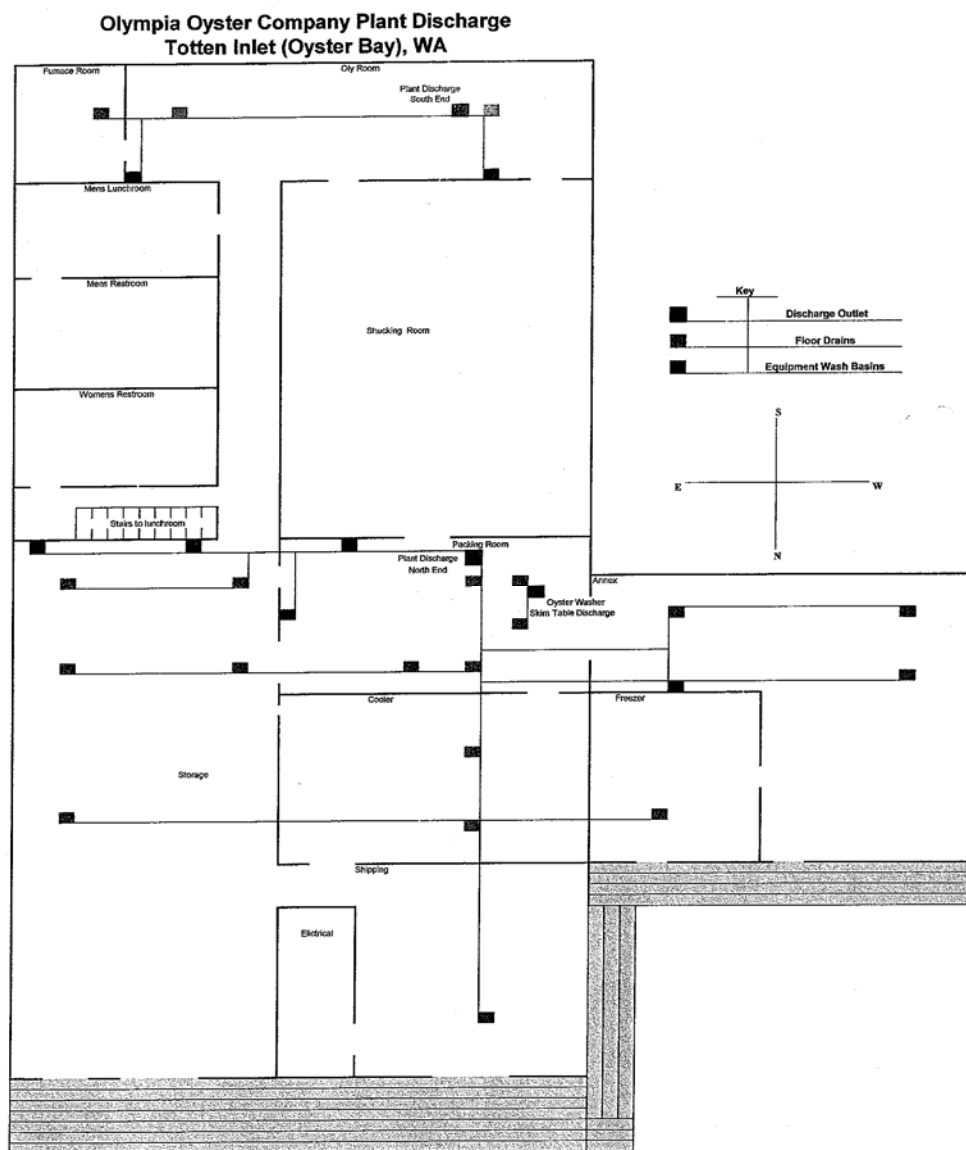 Olympia Oyster Company Plant Discharge
Totten Inlet (Oyster Bay), WA
Furnace Room
Oly Room
Plant Discharge
South End
Mens Lunchroom
Mens Restroom
Shucking Room
Womens Restroom
Stairs to lunchroom
Key
Discharge Outlet
Floor Drains
Equipment Wash Basins
S
E
W
N
Packing Room
Plant Discharge
North End
Annex
Oyster Washer
Skim Table Discharge
Cooler
Freezer
Storage
Shipping
Elictrical